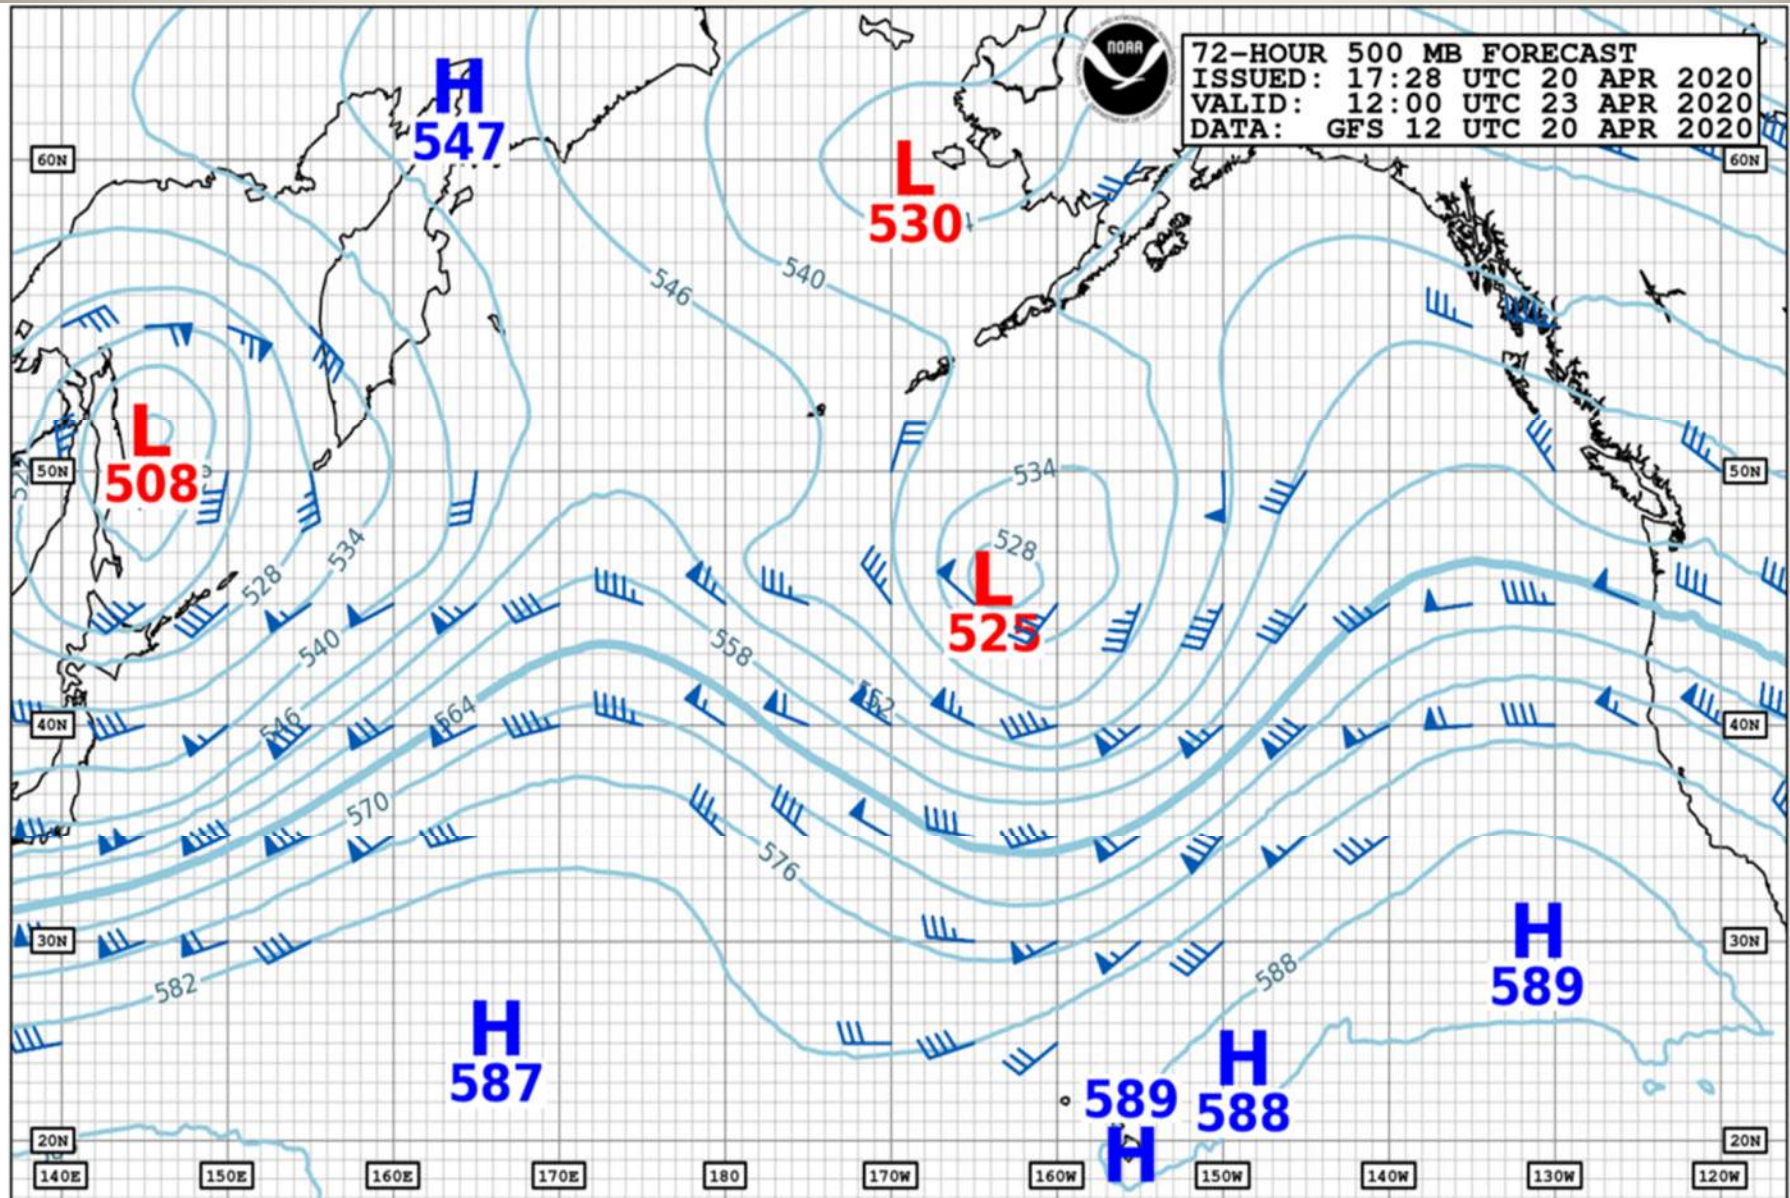 NOAA
72-HOUR 500 MB FORECAST
ISSUED: 17:28 UTC 20 APR 2020
VALID: 12:00 UTC 23 APR 2020
DATA: GFS 12 UTC 20 APR 2020
H
547
60N
L
530
60N
546
540
L
508
50N
534
50N
528
534
528
L
525
540
558
552
564
546
40N
40N
570
576
30N
H
589
30N
588
582
H
587
H
588
589
H
20N
20N
140E
150E
160E
170E
180
170W
160W
150W
140W
130W
120W